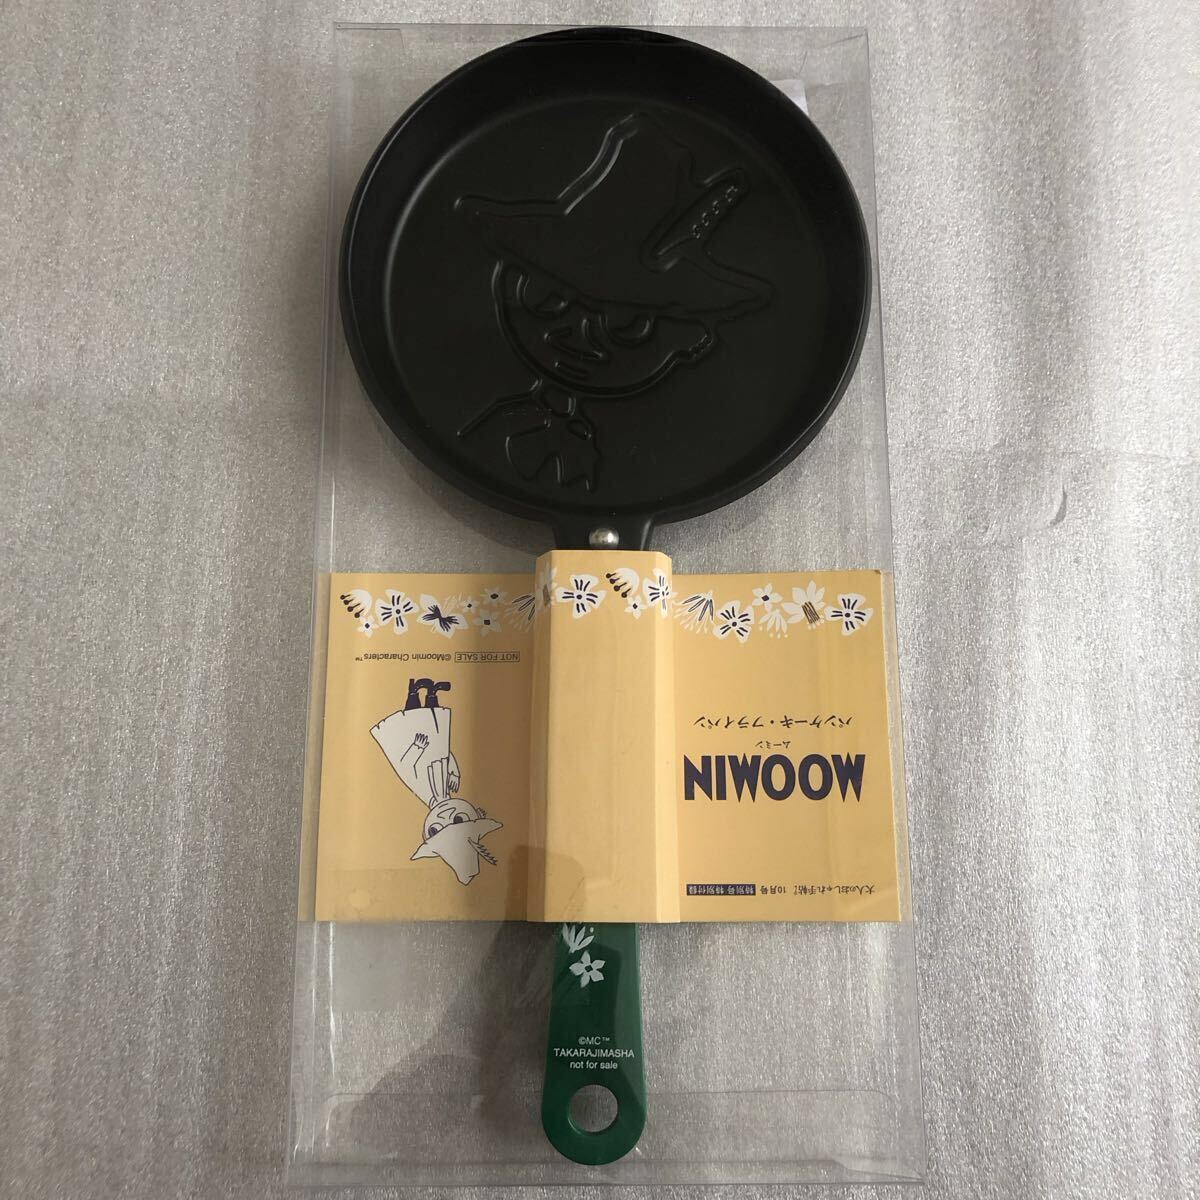 大人のおしゃれ手帖® 10月号 特別号 特別付録
MOOMIN
ムーミン
パンケーキ・フライパン
NOT FOR SALE ©Moomin Characters™
©MC™
TAKARAJIMASHA
not for sale